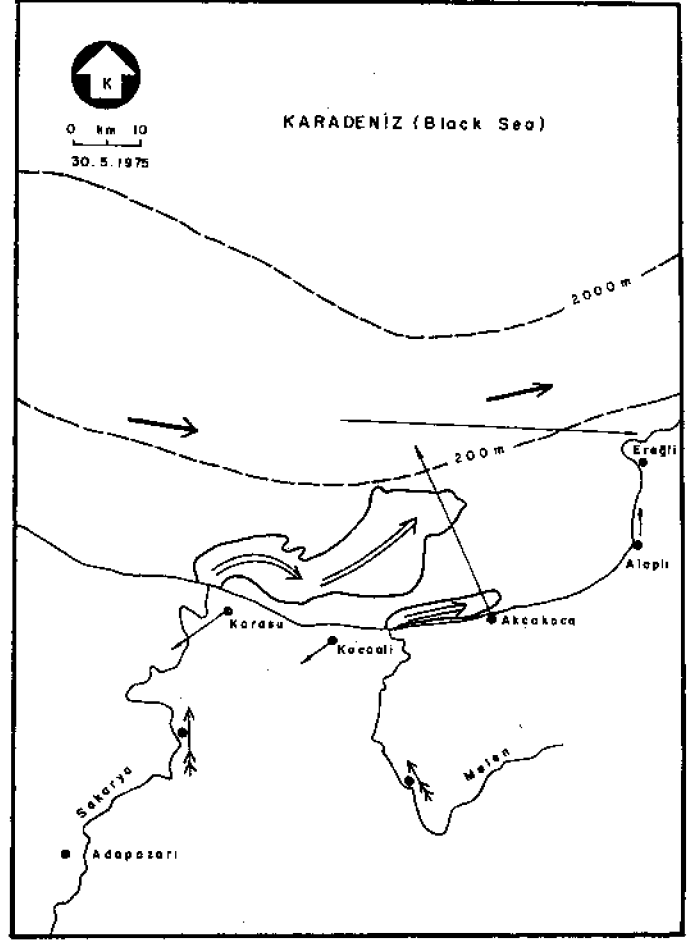 K
KARADENİZ (Black Sea)
0 km 10
30.5.1975
2000 m
200 m
Ereğli
Alaplı
Karasu
Akçakoca
Kocaali
Melen
Sakarya
Adapazarı